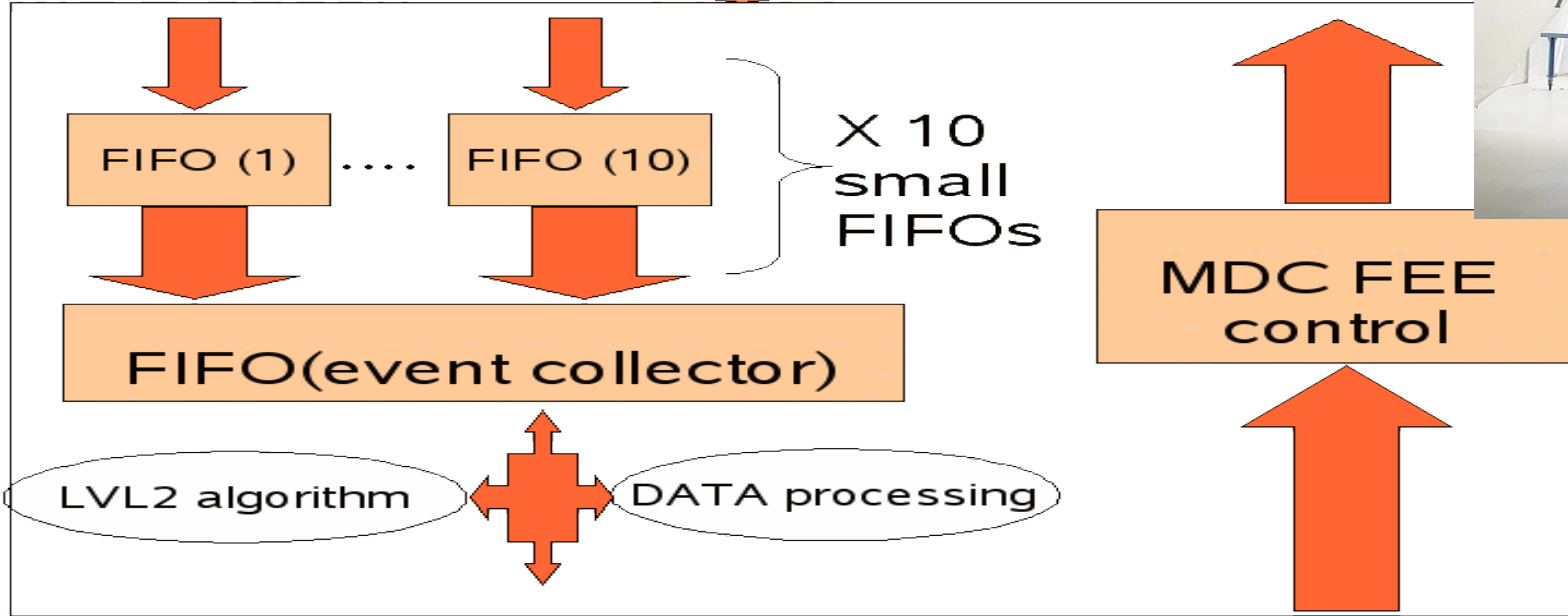 FIFO (1)
....
FIFO (10)
X 10
small
FIFOs
MDC FEE
control
FIFO(event collector)
LVL2 algorithm
DATA processing